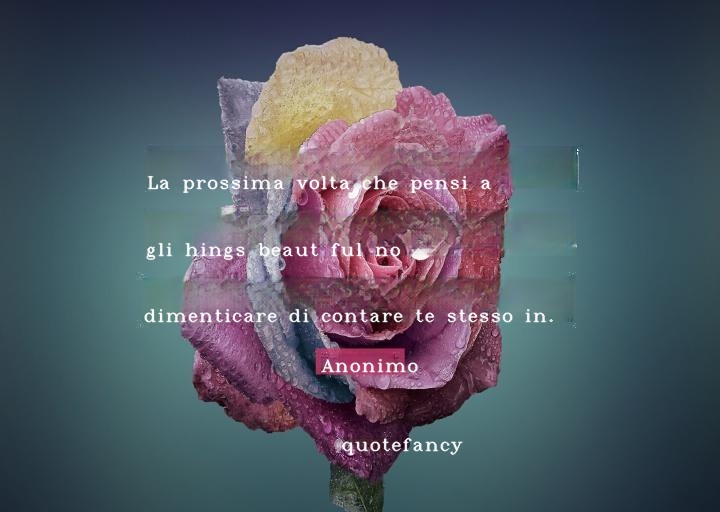 La prossima volta che pensi a
gli hings beaut ful no
dimenticare di contare te stesso in.
Anonimo
quotefancy